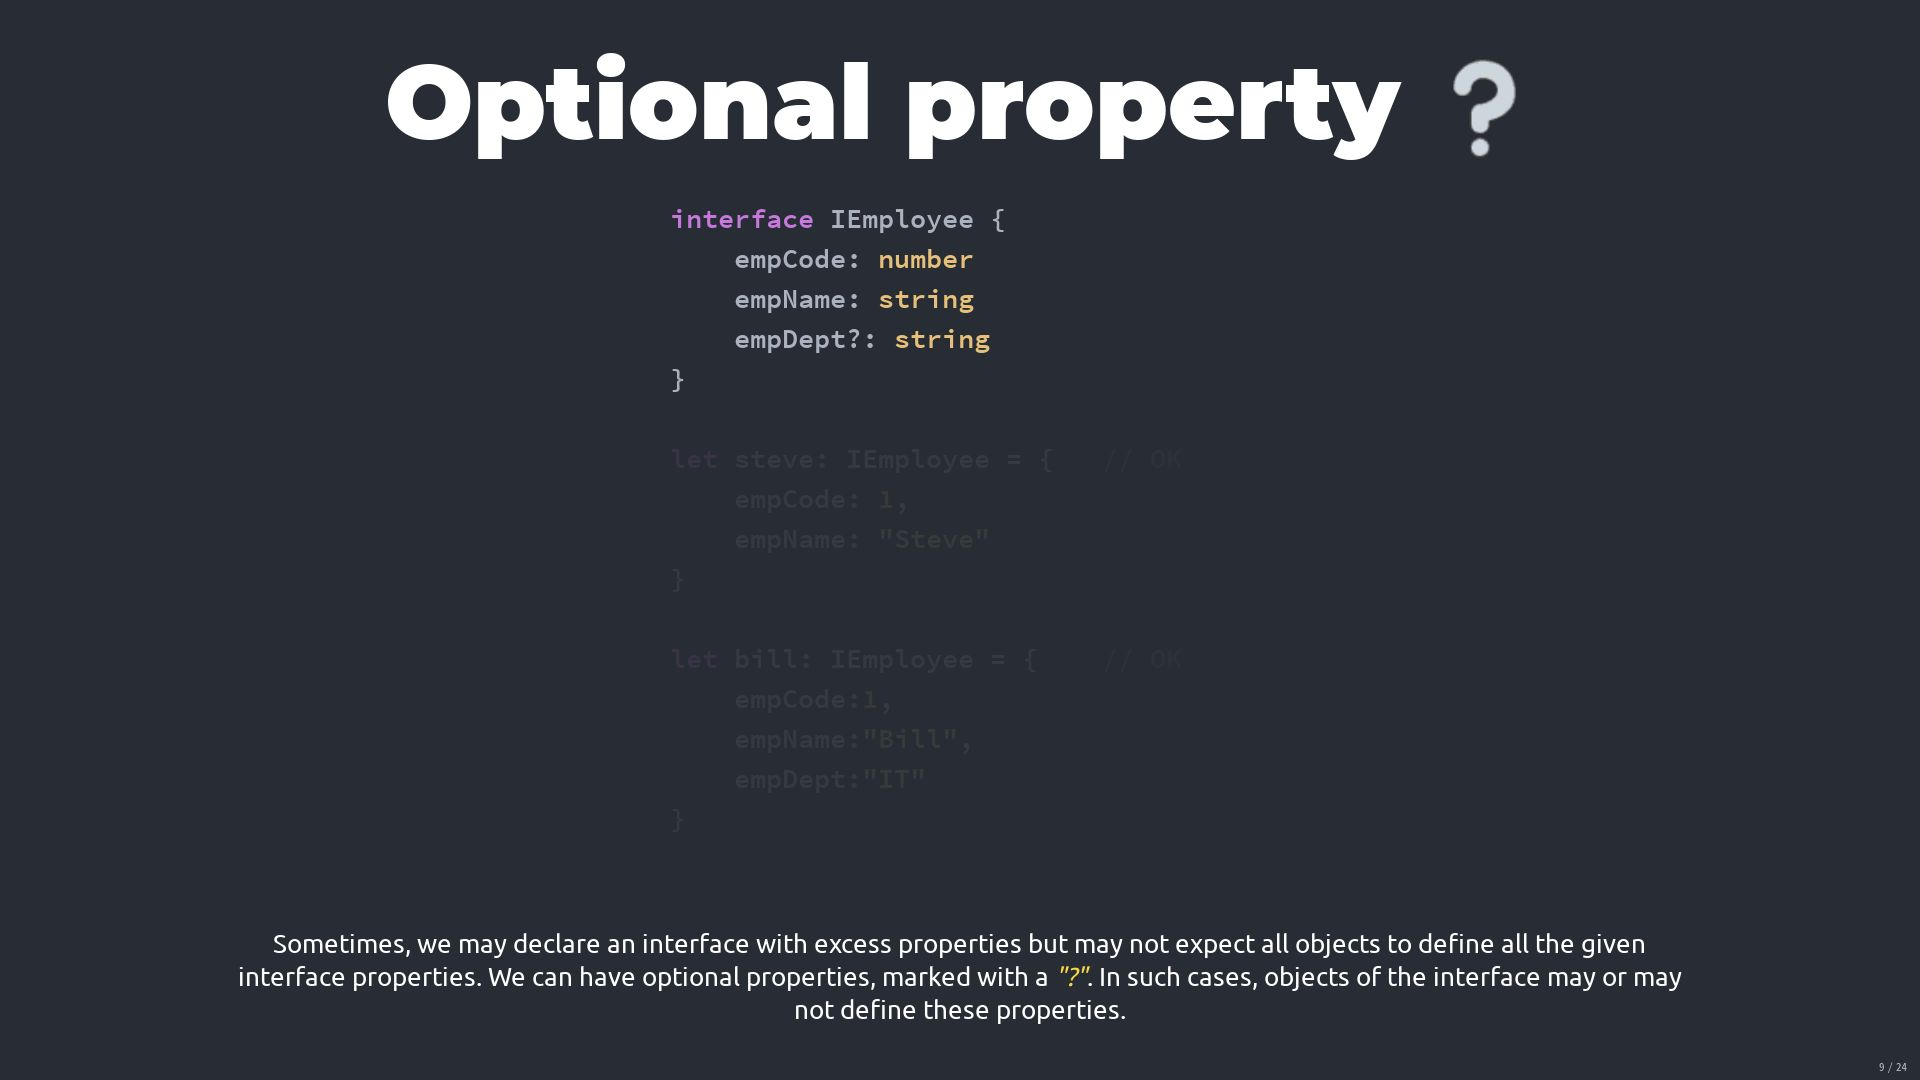 Optional property ❔
interface IEmployee {
    empCode: number
    empName: string
    empDept?: string
}
let steve: IEmployee = {   // OK
    empCode: 1,
    empName: "Steve"
}
let bill: IEmployee = {    // OK
    empCode:1,
    empName:"Bill",
    empDept:"IT"
}
Sometimes, we may declare an interface with excess properties but may not expect all objects to define all the given
interface properties. We can have optional properties, marked with a "?". In such cases, objects of the interface may or may
not define these properties.
9 / 24